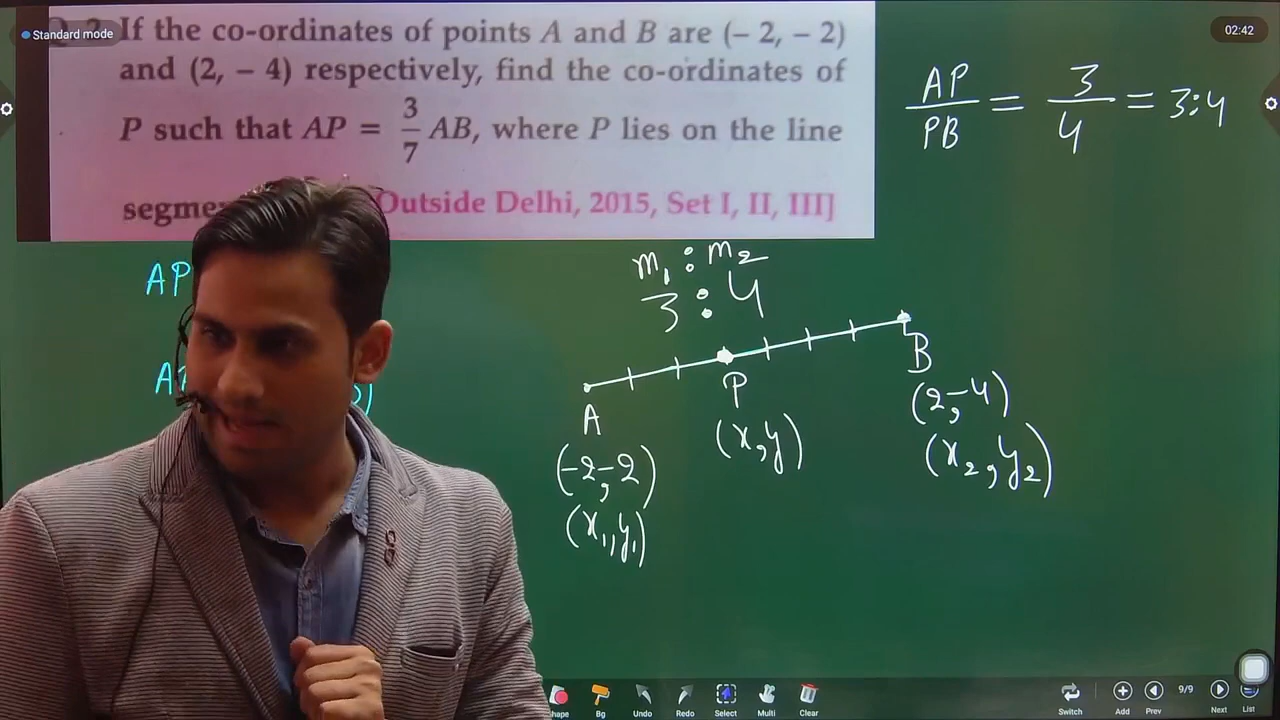 Standard mode
02:42
If the co-ordinates of points A and B are (– 2, – 2)
and (2, – 4) respectively, find the co-ordinates of
P such that AP = 3/7 AB, where P lies on the line
Outside Delhi, 2015, Set I, II, III]
AP/PB = 3/4 = 3:4
AP
m₁ : m₂
3 : 4
A
P
B
(-2,-2)
(x,y)
(2,-4)
(x₁,y₁)
(x₂,y₂)
Bg
Undo
Redo
Select
Multi
Clear
Switch
Add
Prev
9/9
Next
List